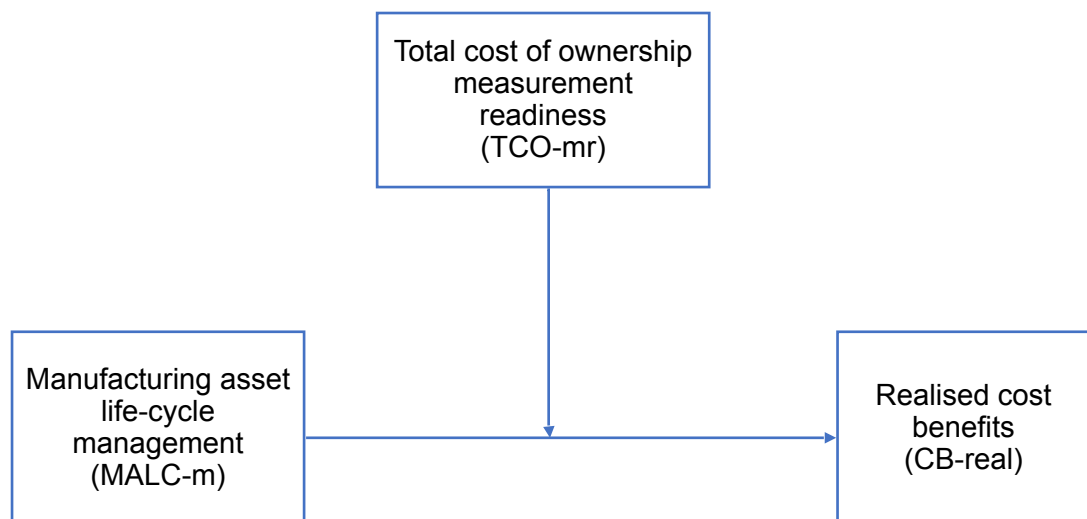 Total cost of ownership
measurement
readiness
(TCO-mr)
Manufacturing asset
life-cycle
management
(MALC-m)
Realised cost
benefits
(CB-real)